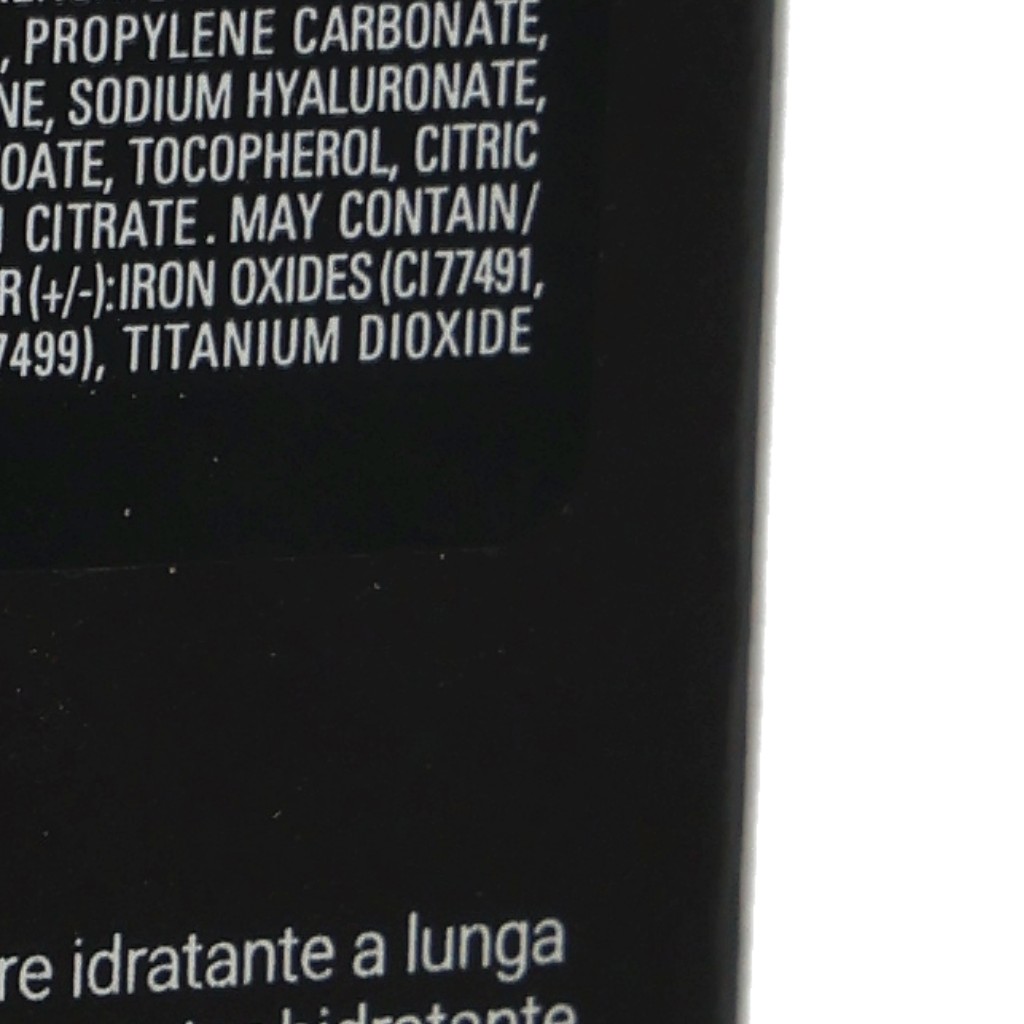 , PROPYLENE CARBONATE,
NE, SODIUM HYALURONATE,
OATE, TOCOPHEROL, CITRIC
CITRATE. MAY CONTAIN/
R (+/-): IRON OXIDES (CI77491,
7499), TITANIUM DIOXIDE
re idratante a lunga
hidratante